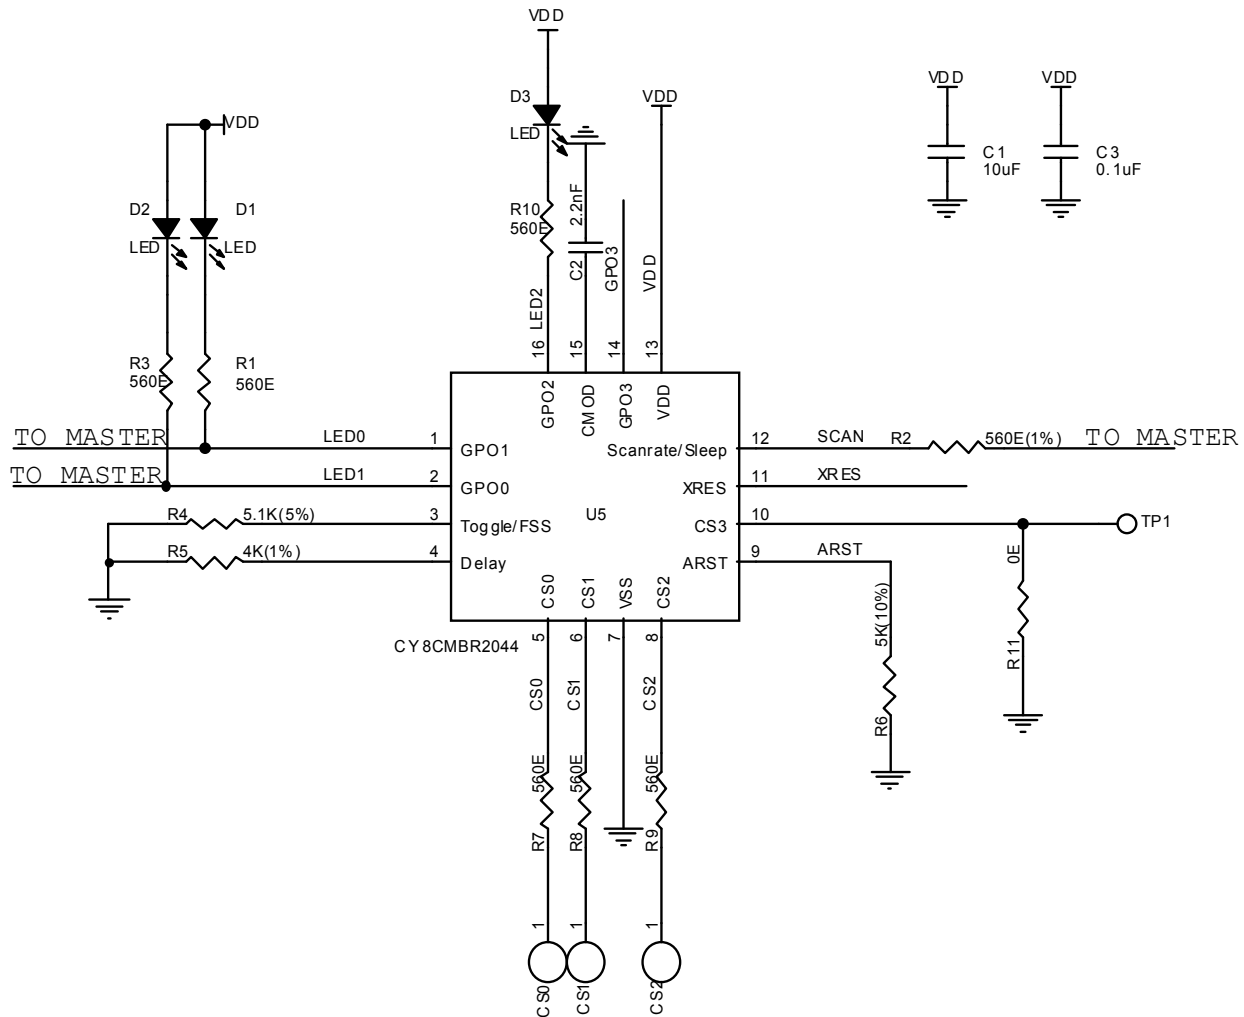 VDD
D3
LED
VDD
VDD
VDD
C1
10uF
C3
0.1uF
VDD
D2
D1
LED
LED
R10
560E
2.2nF
C2
GPO3
VDD
LED2
R3
560E
R1
560E
16
15
14
13
GPO2
CMOD
GPO3
VDD
TO MASTER
LED0
1
GPO1
Scanrate/Sleep
12
SCAN
R2
560E(1%)
TO MASTER
TO MASTER
LED1
2
GPO0
XRES
11
XRES
R4
5.1K(5%)
3
Toggle/FSS
U5
CS3
10
TP1
R5
4K(1%)
4
Delay
ARST
9
ARST
0E
CS0
CS1
VSS
CS2
5K(10%)
R11
CY8CMBR2044
5
6
7
8
CS0
CS1
CS2
R6
560E
560E
560E
R7
R8
R9
1
1
1
CS0
CS1
CS2